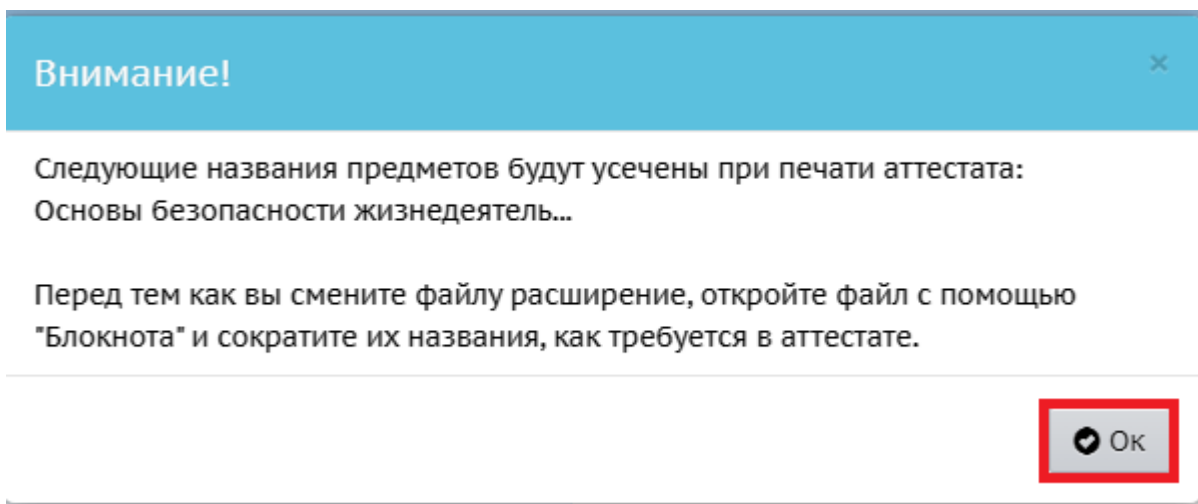 Внимание!
Следующие названия предметов будут усечены при печати аттестата:
Основы безопасности жизнедеятель...
Перед тем как вы смените файлу расширение, откройте файл с помощью
"Блокнота" и сократите их названия, как требуется в аттестате.
Ок